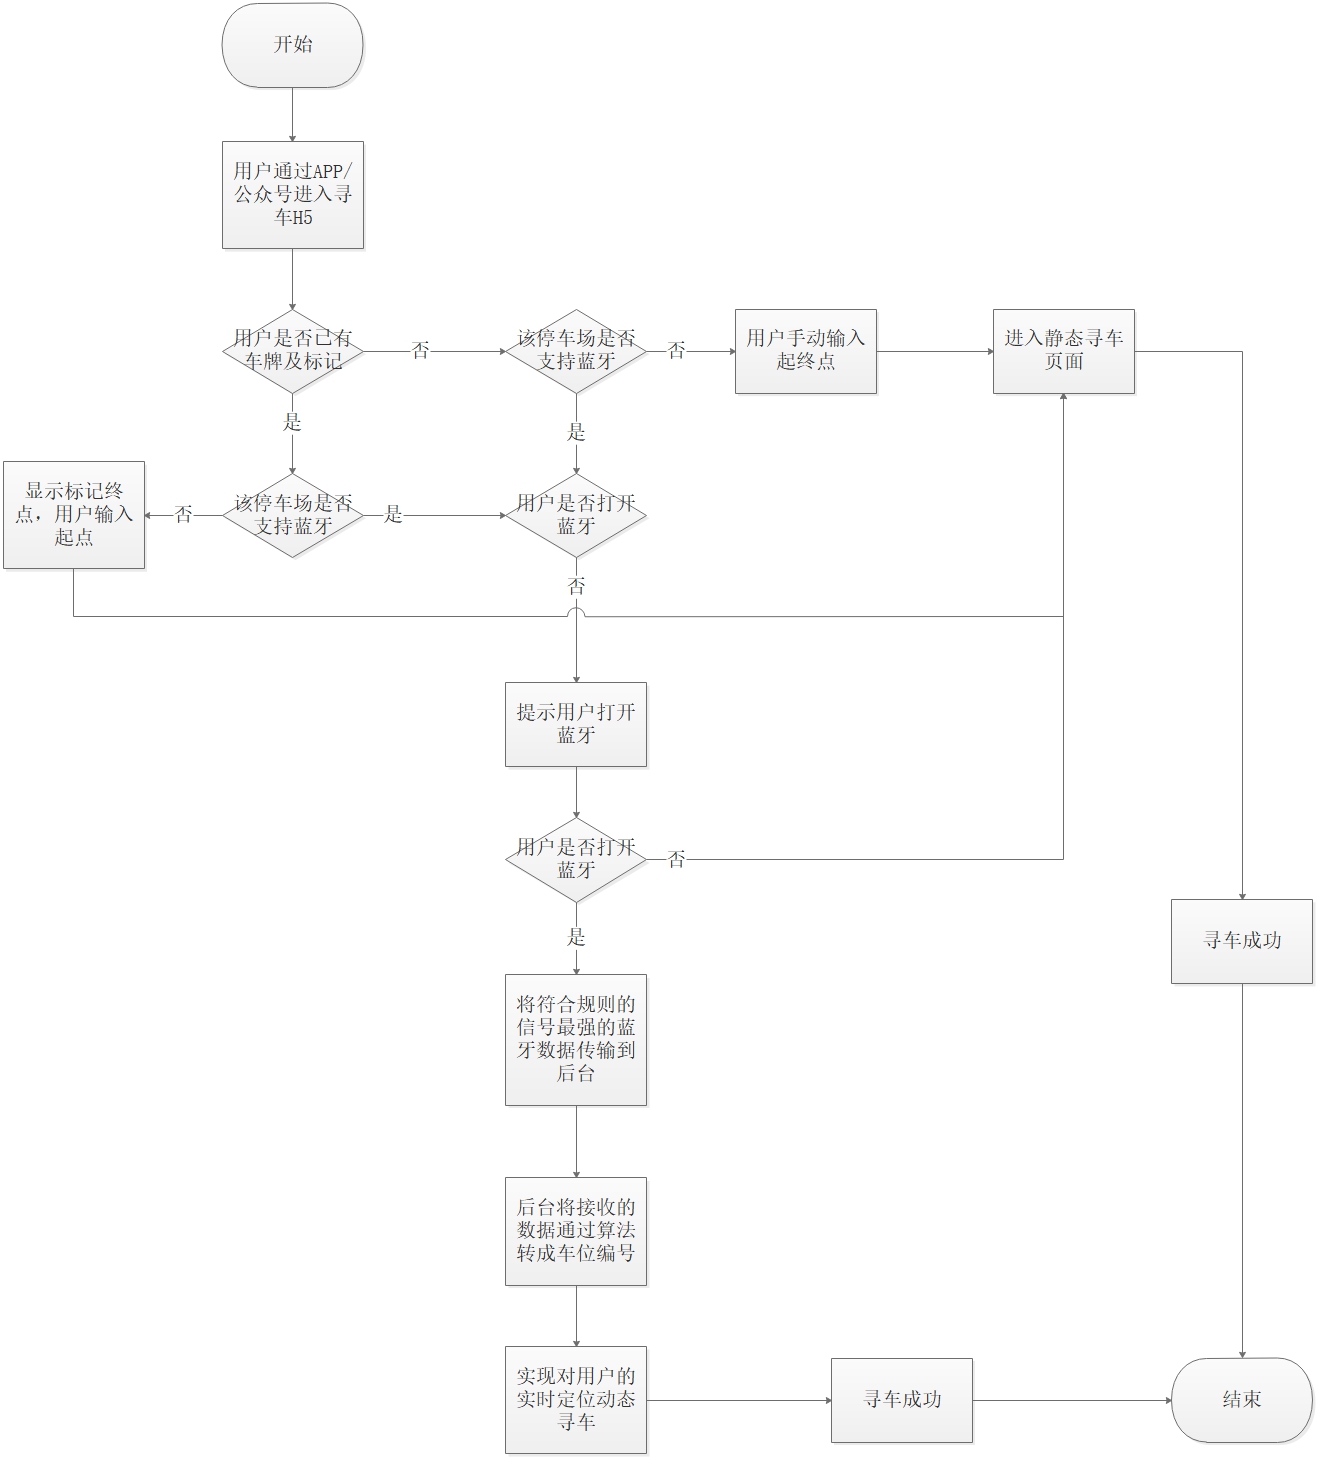 开始
用户通过APP/
公众号进入寻
车H5
用户是否已有
车牌及标记
否
该停车场是否
支持蓝牙
否
用户手动输入
起终点
进入静态寻车
页面
是
是
显示标记终
点，用户输入
起点
否
该停车场是否
支持蓝牙
是
用户是否打开
蓝牙
否
提示用户打开
蓝牙
用户是否打开
蓝牙
否
是
寻车成功
将符合规则的
信号最强的蓝
牙数据传输到
后台
后台将接收的
数据通过算法
转成车位编号
实现对用户的
实时定位动态
寻车
寻车成功
结束